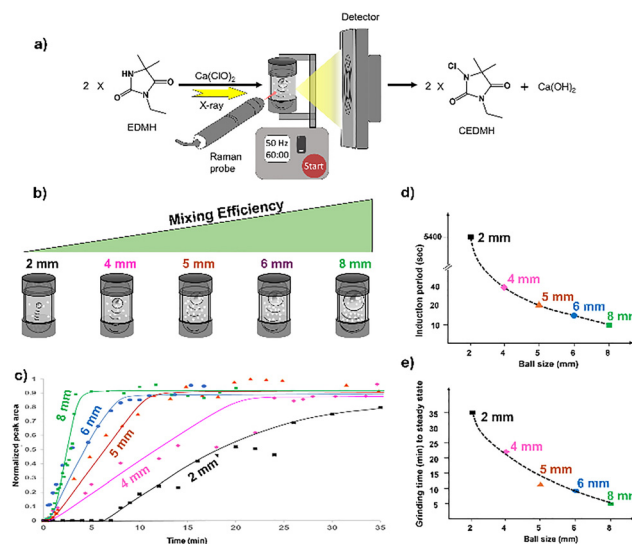 a)
Detector
2 X
HN
O
N
O
EDMH
Ca(ClO)₂
X-ray
Raman
probe
50 Hz
60:00
Start
2 X
Cl
N
O
N
O
CEDMH
+ Ca(OH)₂
b)
Mixing Efficiency
2 mm 4 mm 5 mm 6 mm 8 mm
c)
Normalized peak area
1
0.9
0.8
0.7
0.6
0.5
0.4
0.3
0.2
0.1
0
8 mm
6 mm
5 mm
4 mm
2 mm
0 5 10 15 20 25 30 35
Time (min)
d)
Induction period (sec)
5400
40
20
10
2 mm
4 mm
5 mm
6 mm
8 mm
2 4 5 6 8
Ball size (mm)
e)
Grinding time (min) to steady state
35
30
25
20
15
10
5
2 mm
4 mm
5 mm
6 mm
8 mm
2 4 5 6 8
Ball size (mm)